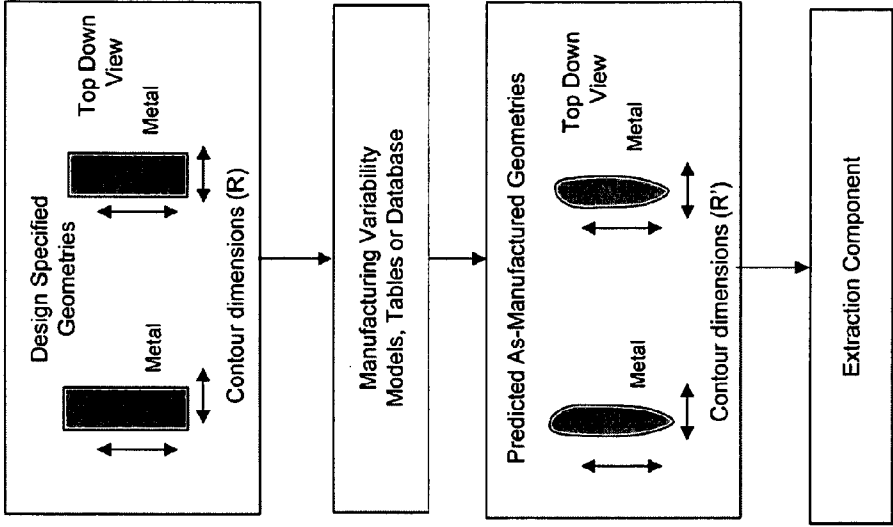 Design Specified
Geometries
Top Down
View
Metal
Metal
Contour dimensions (R)
Manufacturing Variability
Models, Tables or Database
Predicted As-Manufactured Geometries
Top Down
View
Metal
Metal
Contour dimensions (R')
Extraction Component